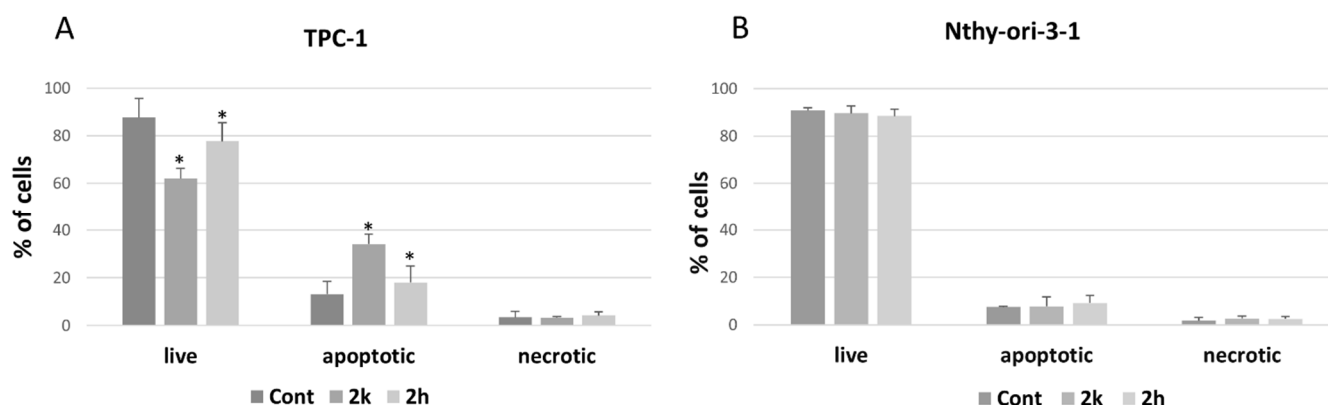 A
TPC-1
% of cells
100
80
60
40
20
0
*
*
*
*
live apoptotic necrotic
Cont 2k 2h
B
Nthy-ori-3-1
% of cells
100
80
60
40
20
0
live apoptotic necrotic
Cont 2k 2h